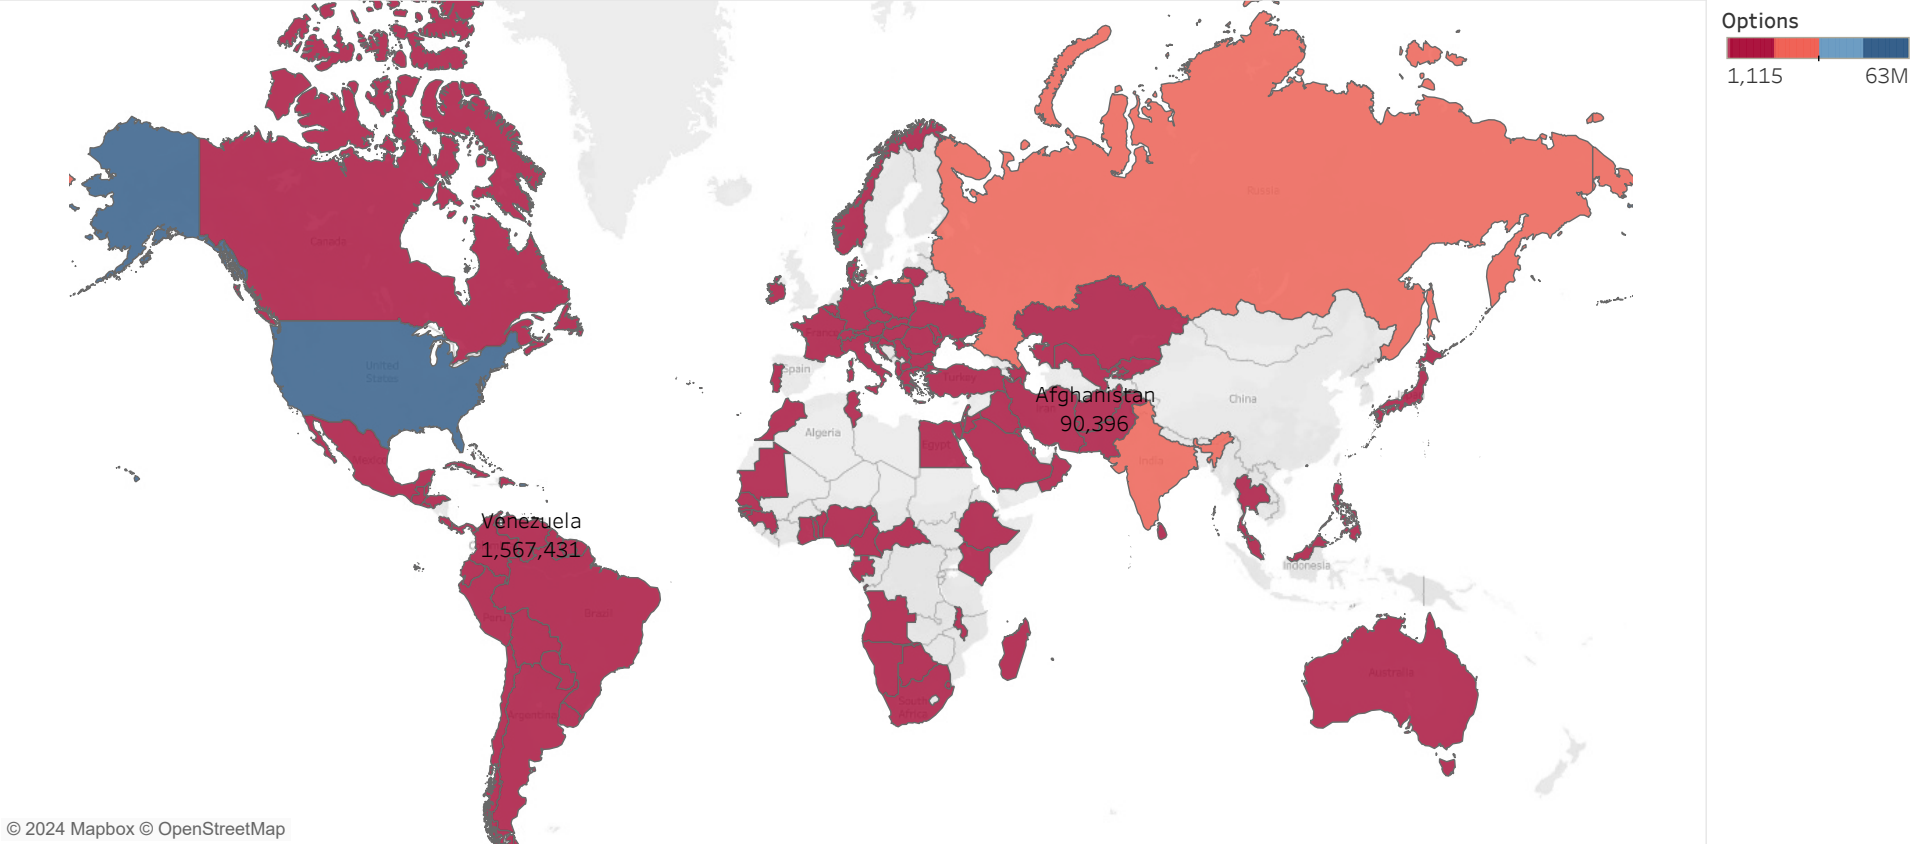 Options
1,115 63M
Russia
Canada
United
States
France
Spain
Turkey
Afghanistan
90,396
Iran
China
Algeria
Egypt
India
Mexico
Venezuela
1,567,431
Indonesia
Brazil
Peru
Australia
South
Africa
Argentina
© 2024 Mapbox © OpenStreetMap